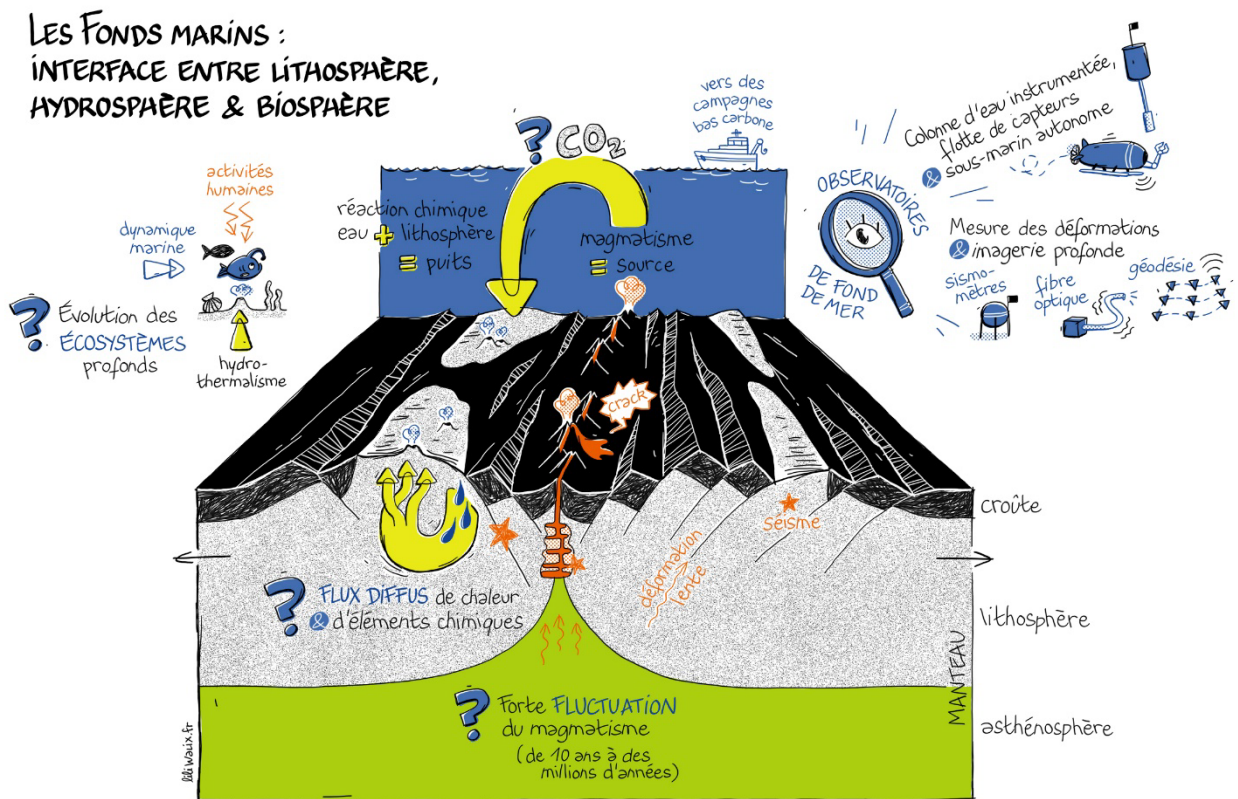 LES FONDS MARINS :
INTERFACE ENTRE LITHOSPHÈRE,
HYDROSPHÈRE & BIOSPHÈRE
activités
humaines
dynamique
marine
? Évolution des
ÉCOSYSTÈMES
profonds
hydro-
thermalisme
? CO₂
vers des
campagnes
bas carbone
réaction chimique
eau + lithosphère
= puits
magmatisme
= source
Colonne d'eau instrumentée,
flotte de capteurs
& sous-marin autonome
OBSERVATOIRES
DE FOND
DE MER
Mesure des déformations
& imagerie profonde
sismo-
mètres
fibre
optique
géodésie
crack
croûte
séisme
déformation
lente
? FLUX DIFFUS de chaleur
& d'éléments chimiques
lithosphère
MANTEAU
? Forte FLUCTUATION
du magmatisme
(de 10 ans à des
millions d'années)
asthénosphère
liliwaix.fr